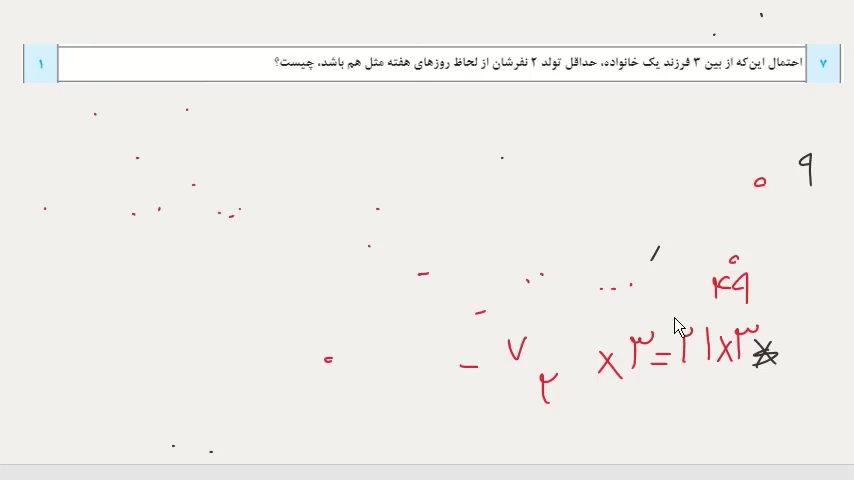 ۷ احتمال این‌که از بین ۳ فرزند یک خانواده، حداقل تولد ۲ نفرشان از لحاظ روزهای هفته مثل هم باشد، چیست؟ ۱
۹
۴۹
۷ ۲ × ۳ = ۲۱ × ۳